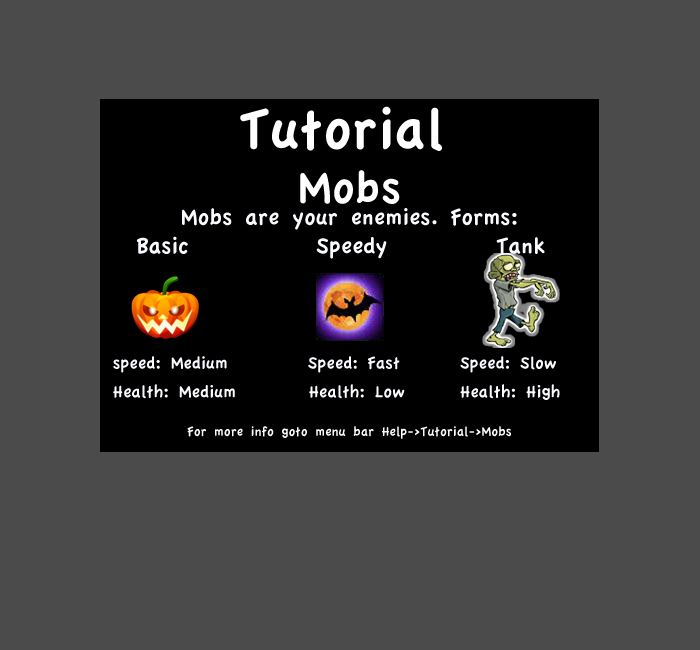 Tutorial
Mobs
Mobs are your enemies. Forms:
Basic Speedy Tank
speed: Medium Speed: Fast Speed: Slow
Health: Medium Health: Low Health: High
For more info goto menu bar Help->Tutorial->Mobs